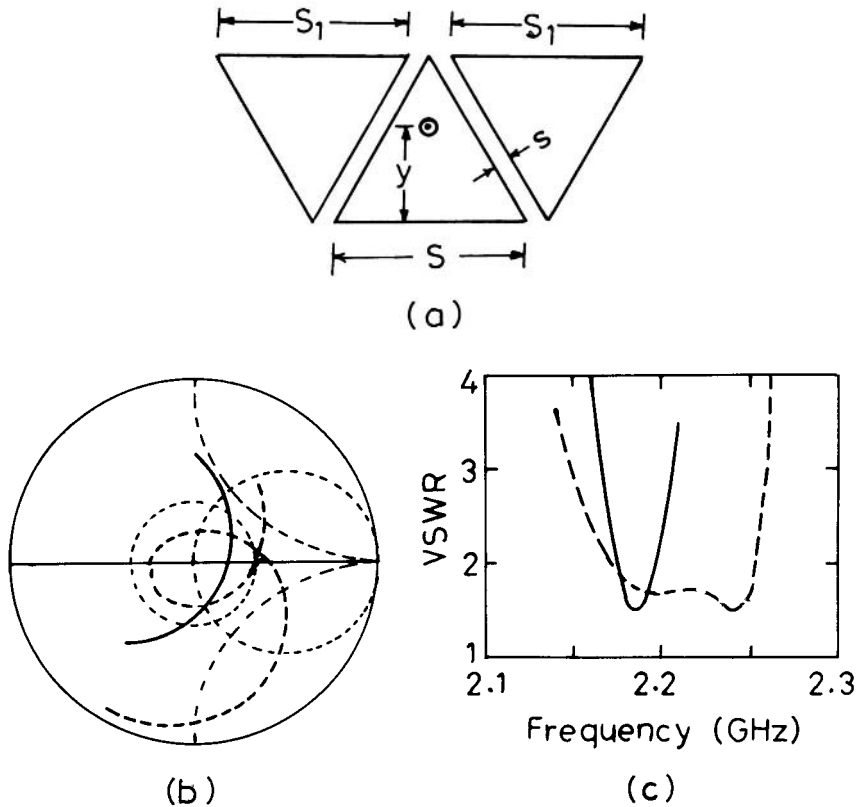 S₁ S₁
s
y
S
(a)
4
3
2
1
VSWR
2.1 2.2 2.3
Frequency (GHz)
(b) (c)